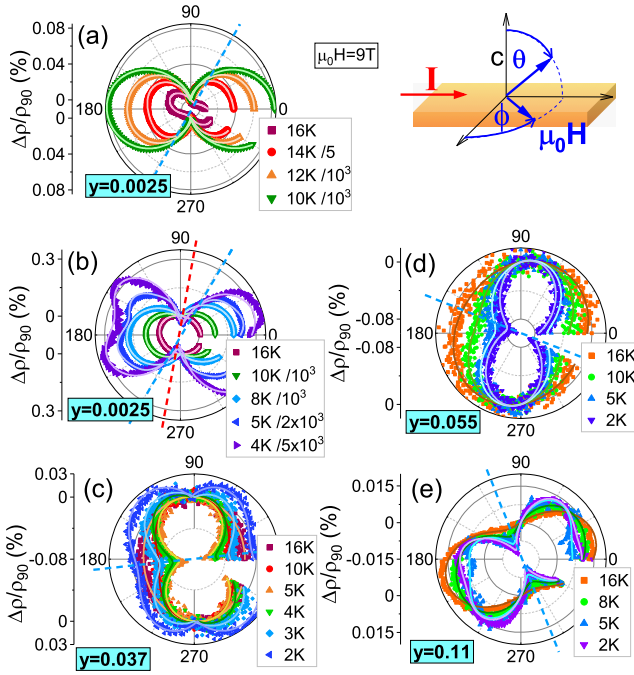 (a)
μ0H=9T
Δρ/ρ90 (%)
0.08
0.04
0
0
0.04
0.08
90
180
0
270
16K
14K /5
12K /10³
10K /10³
y=0.0025
I
c
θ
ϕ
μ0H
(b)
Δρ/ρ90 (%)
0.3
0
0
0.3
90
180
270
16K
10K /10³
8K /10³
5K /2x10³
4K /5x10³
y=0.0025
(d)
Δρ/ρ90 (%)
0
-0.08
-0.08
0
90
180
270
16K
10K
5K
2K
y=0.055
(c)
Δρ/ρ90 (%)
0.03
0
-0.08
0
0.03
90
180
270
16K
10K
5K
4K
3K
2K
y=0.037
(e)
Δρ/ρ90 (%)
0.015
0
-0.015
0
0.015
90
180
270
16K
8K
5K
2K
y=0.11